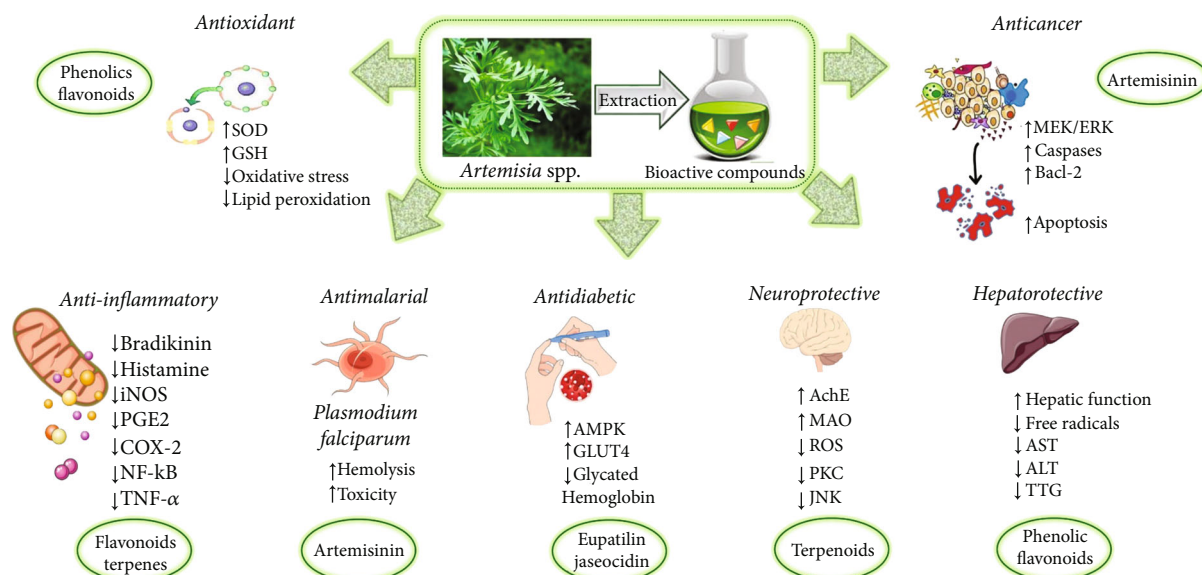 Antioxidant
Phenolics
flavonoids
↑SOD
↑GSH
↓Oxidative stress
↓Lipid peroxidation
Extraction
Artemisia spp.
Bioactive compounds
Anticancer
Artemisinin
↑MEK/ERK
↑Caspases
↑Bacl-2
↑Apoptosis
Anti-inflammatory
↓Bradikinin
↓Histamine
↓iNOS
↓PGE2
↓COX-2
↓NF-kB
↓TNF-α
Flavonoids
terpenes
Antimalarial
Plasmodium
falciparum
↑Hemolysis
↑Toxicity
Artemisinin
Antidiabetic
↑AMPK
↑GLUT4
↓Glycated
Hemoglobin
Eupatilin
jaseocidin
Neuroprotective
↑ AchE
↑ MAO
↓ ROS
↓ PKC
↓ JNK
Terpenoids
Hepatorotective
↑ Hepatic function
↓ Free radicals
↓ AST
↓ ALT
↓ TTG
Phenolic
flavonoids